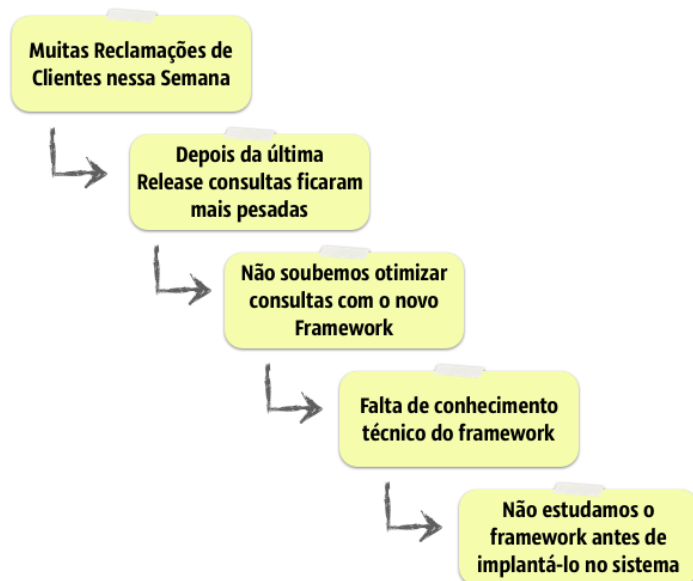 Muitas Reclamações de
Clientes nessa Semana
Depois da última
Release consultas ficaram
mais pesadas
Não soubemos otimizar
consultas com o novo
Framework
Falta de conhecimento
técnico do framework
Não estudamos o
framework antes de
implantá-lo no sistema